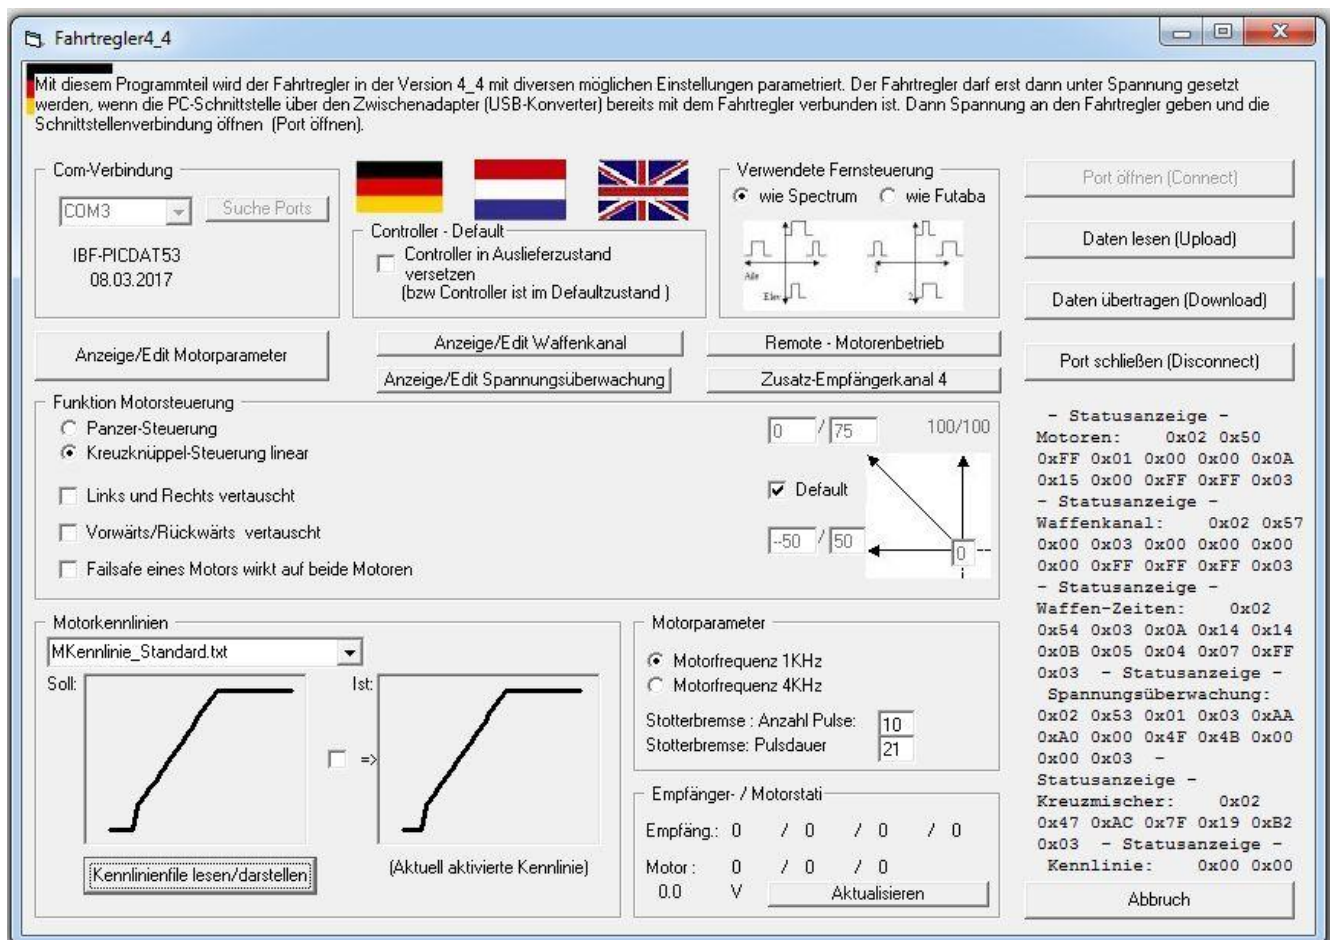 Fahrtregler4_4
Mit diesem Programmteil wird der Fahrtregler in der Version 4_4 mit diversen möglichen Einstellungen parametriert. Der Fahrtregler darf erst dann unter Spannung gesetzt
werden, wenn die PC-Schnittstelle über den Zwischenadapter (USB-Konverter) bereits mit dem Fahrtregler verbunden ist. Dann Spannung an den Fahrtregler geben und die
Schnittstellenverbindung öffnen (Port öffnen).
Com-Verbindung
COM3
Suche Ports
IBF-PICDAT53
08.03.2017
Controller - Default
Controller in Auslieferzustand
versetzen
(bzw Controller ist im Defaultzustand )
Verwendete Fernsteuerung
wie Spectrum
wie Futaba
Aile
Elev
1
2
Port öffnen (Connect)
Daten lesen (Upload)
Daten übertragen (Download)
Port schließen (Disconnect)
Anzeige/Edit Motorparameter
Anzeige/Edit Waffenkanal
Remote - Motorenbetrieb
Anzeige/Edit Spannungsüberwachung
Zusatz-Empfängerkanal 4
Funktion Motorsteuerung
Panzer-Steuerung
Kreuzknüppel-Steuerung linear
Links und Rechts vertauscht
Vorwärts/Rückwärts vertauscht
Failsafe eines Motors wirkt auf beide Motoren
0 / 75
100/100
Default
--50 / 50
0
Motorkennlinien
MKennlinie_Standard.txt
Soll:
Ist:
=>
Kennlinienfile lesen/darstellen
(Aktuell aktivierte Kennlinie)
Motorparameter
Motorfrequenz 1KHz
Motorfrequenz 4KHz
Stotterbremse : Anzahl Pulse: 10
Stotterbremse: Pulsdauer 21
Empfänger- / Motorstati
Empfäng.: 0 / 0 / 0 / 0
Motor : 0 / 0 / 0
0.0 V
Aktualisieren
- Statusanzeige -
Motoren: 0x02 0x50
0xFF 0x01 0x00 0x00 0x0A
0x15 0x00 0xFF 0xFF 0x03
- Statusanzeige -
Waffenkanal: 0x02 0x57
0x00 0x03 0x00 0x00 0x00
0x00 0xFF 0xFF 0xFF 0x03
- Statusanzeige -
Waffen-Zeiten: 0x02
0x54 0x03 0x0A 0x14 0x14
0x0B 0x05 0x04 0x07 0xFF
0x03 - Statusanzeige -
Spannungsüberwachung:
0x02 0x53 0x01 0x03 0xAA
0xA0 0x00 0x4F 0x4B 0x00
0x00 0x03 -
Statusanzeige -
Kreuzmischer: 0x02
0x47 0xAC 0x7F 0x19 0xB2
0x03 - Statusanzeige -
Kennlinie: 0x00 0x00
Abbruch